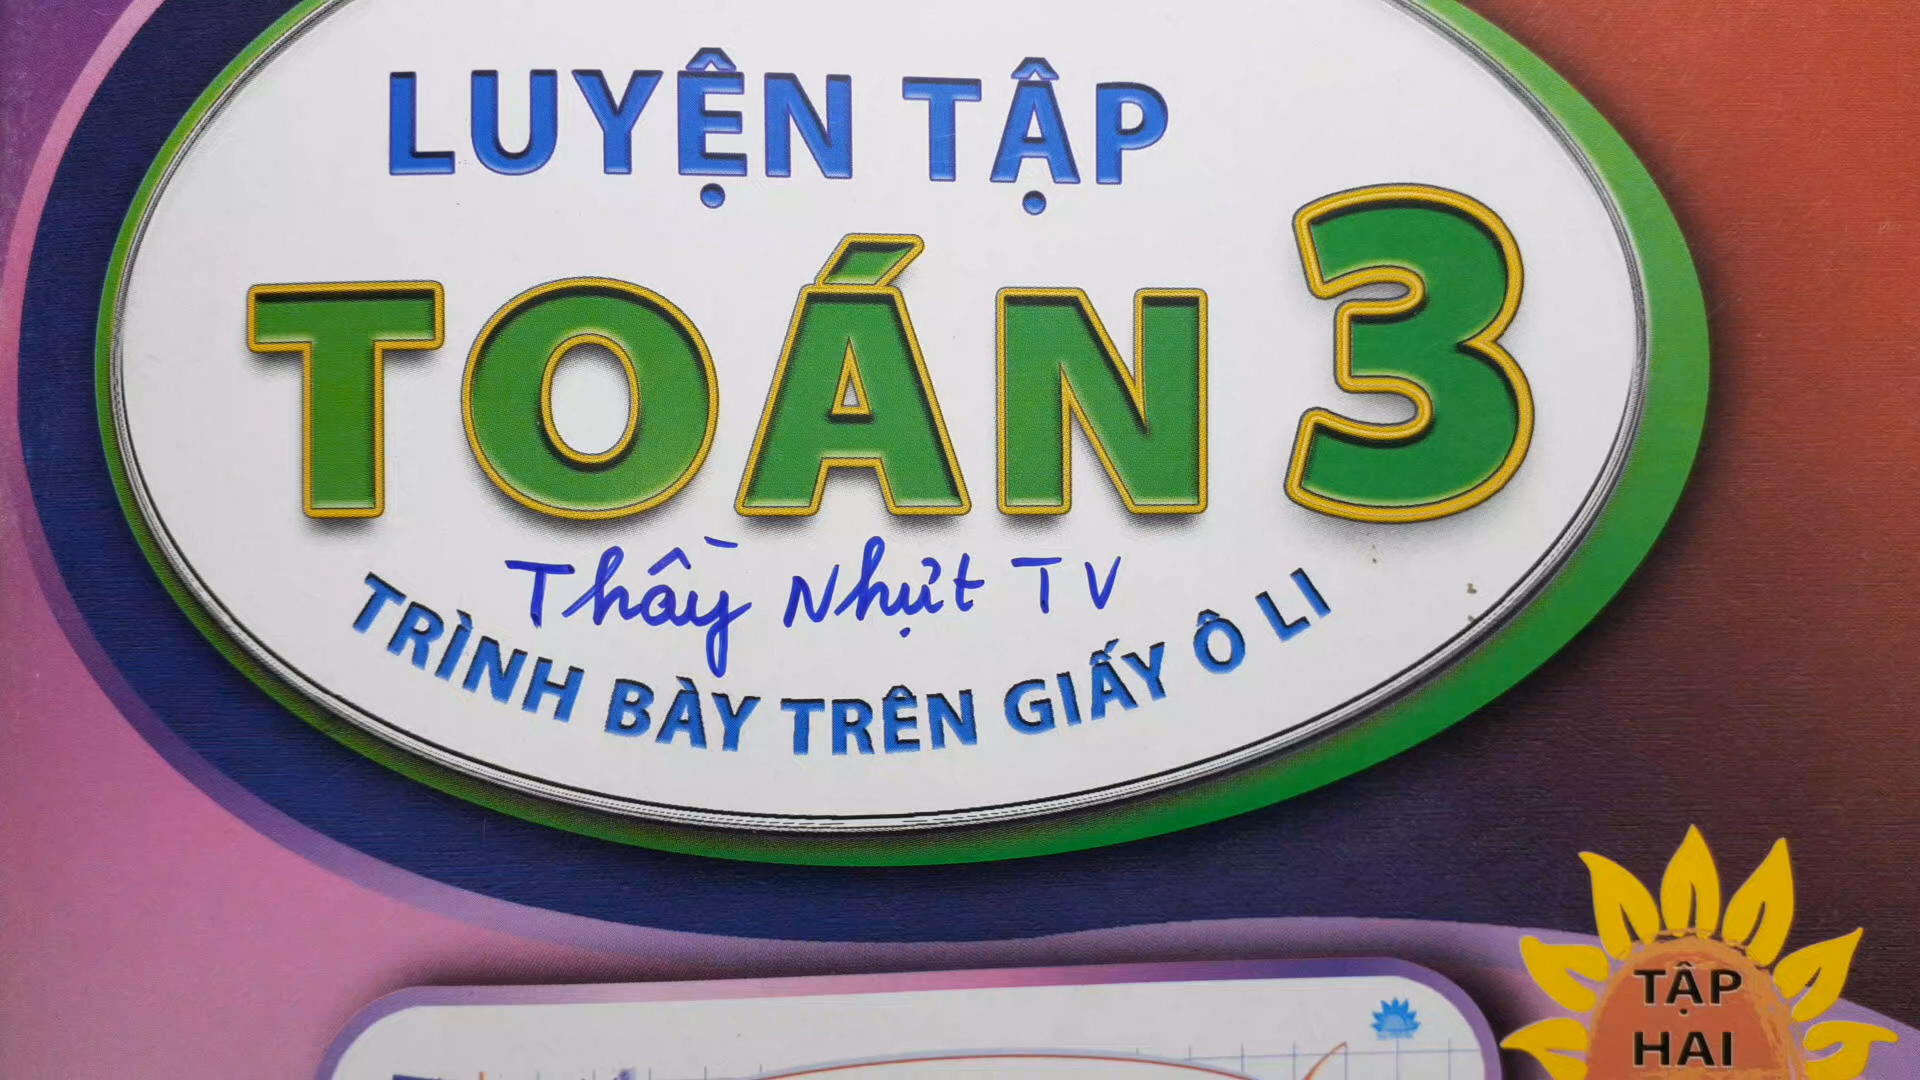 LUYỆN TẬP
TOÁN 3
Thầy Nhựt TV
TRÌNH BÀY TRÊN GIẤY Ô LI
TẬP
HAI